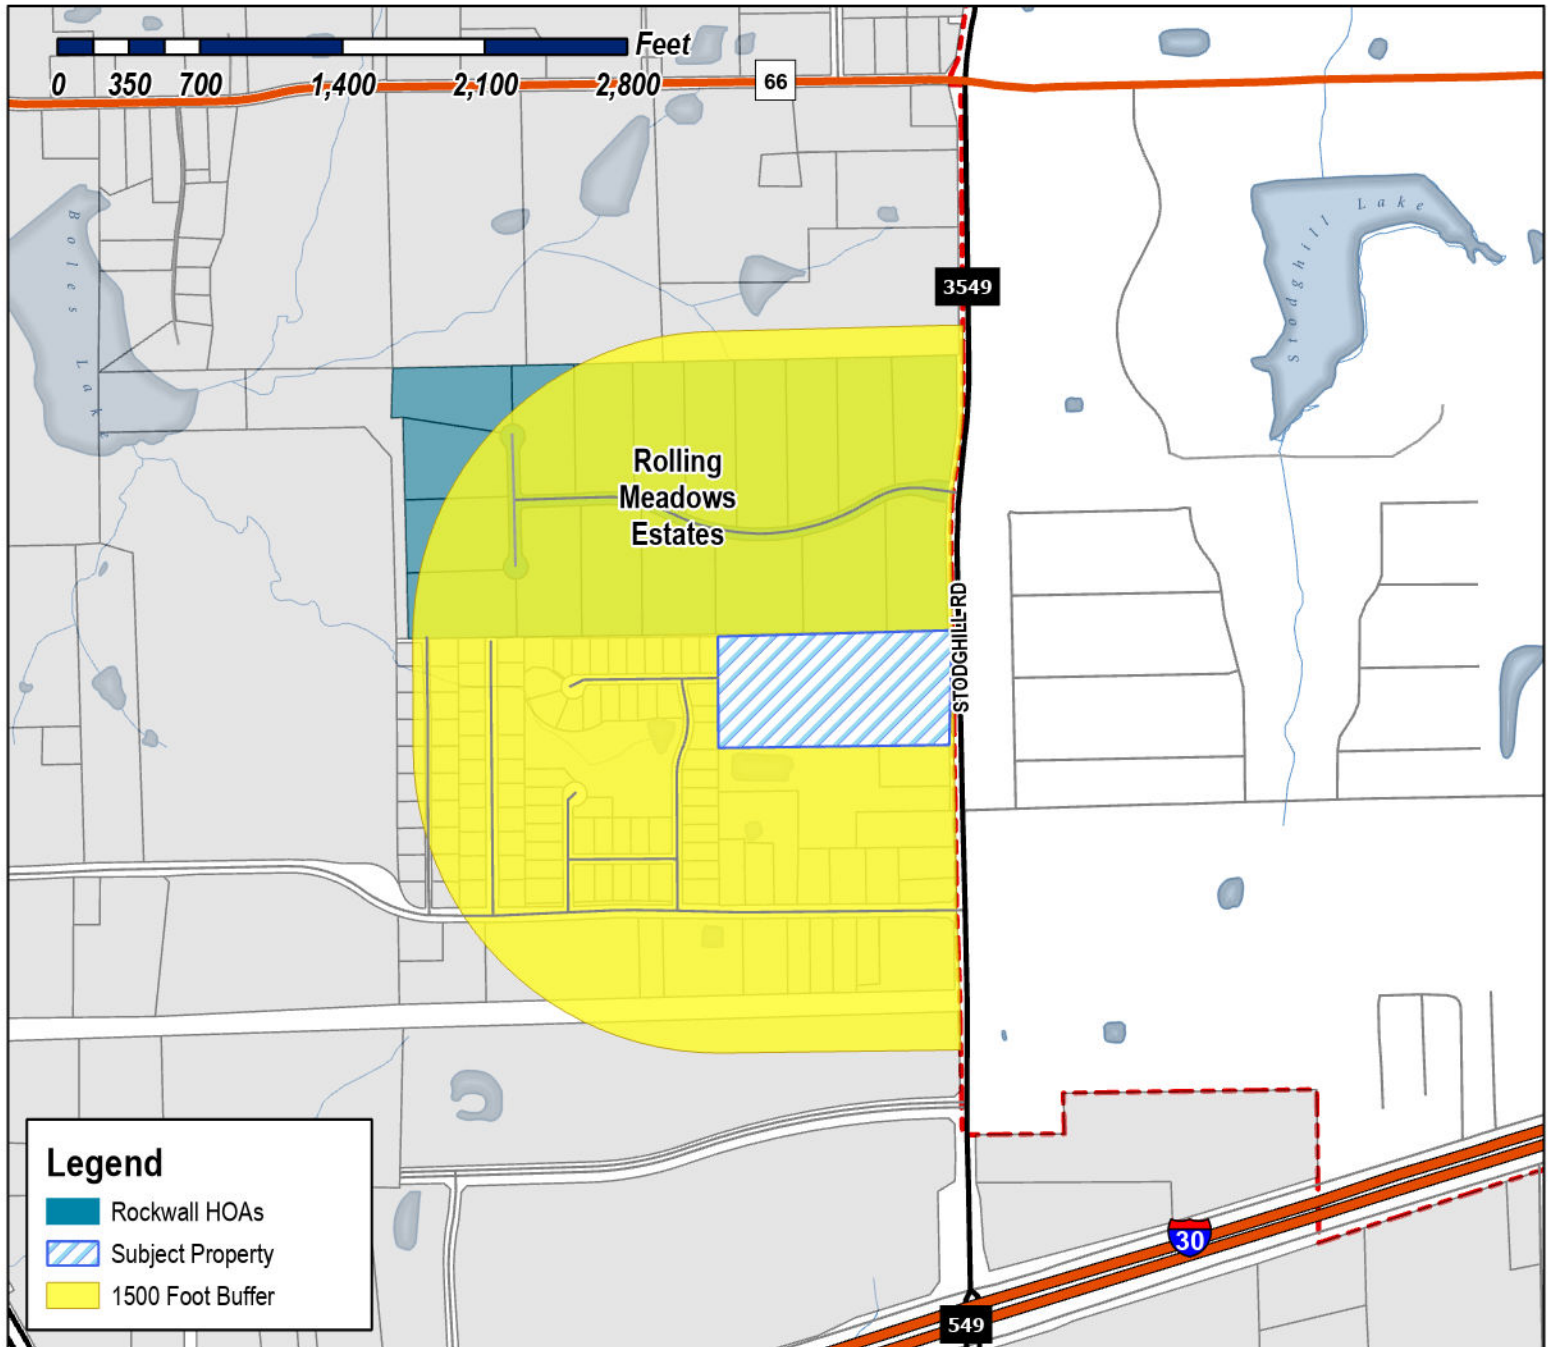 Feet
0 350 700 1,400 2,100 2,800
66
Boles Lake
Stodghill Lake
3549
Rolling
Meadows
Estates
STODGHILL RD
Legend
Rockwall HOAs
Subject Property
1500 Foot Buffer
30
549